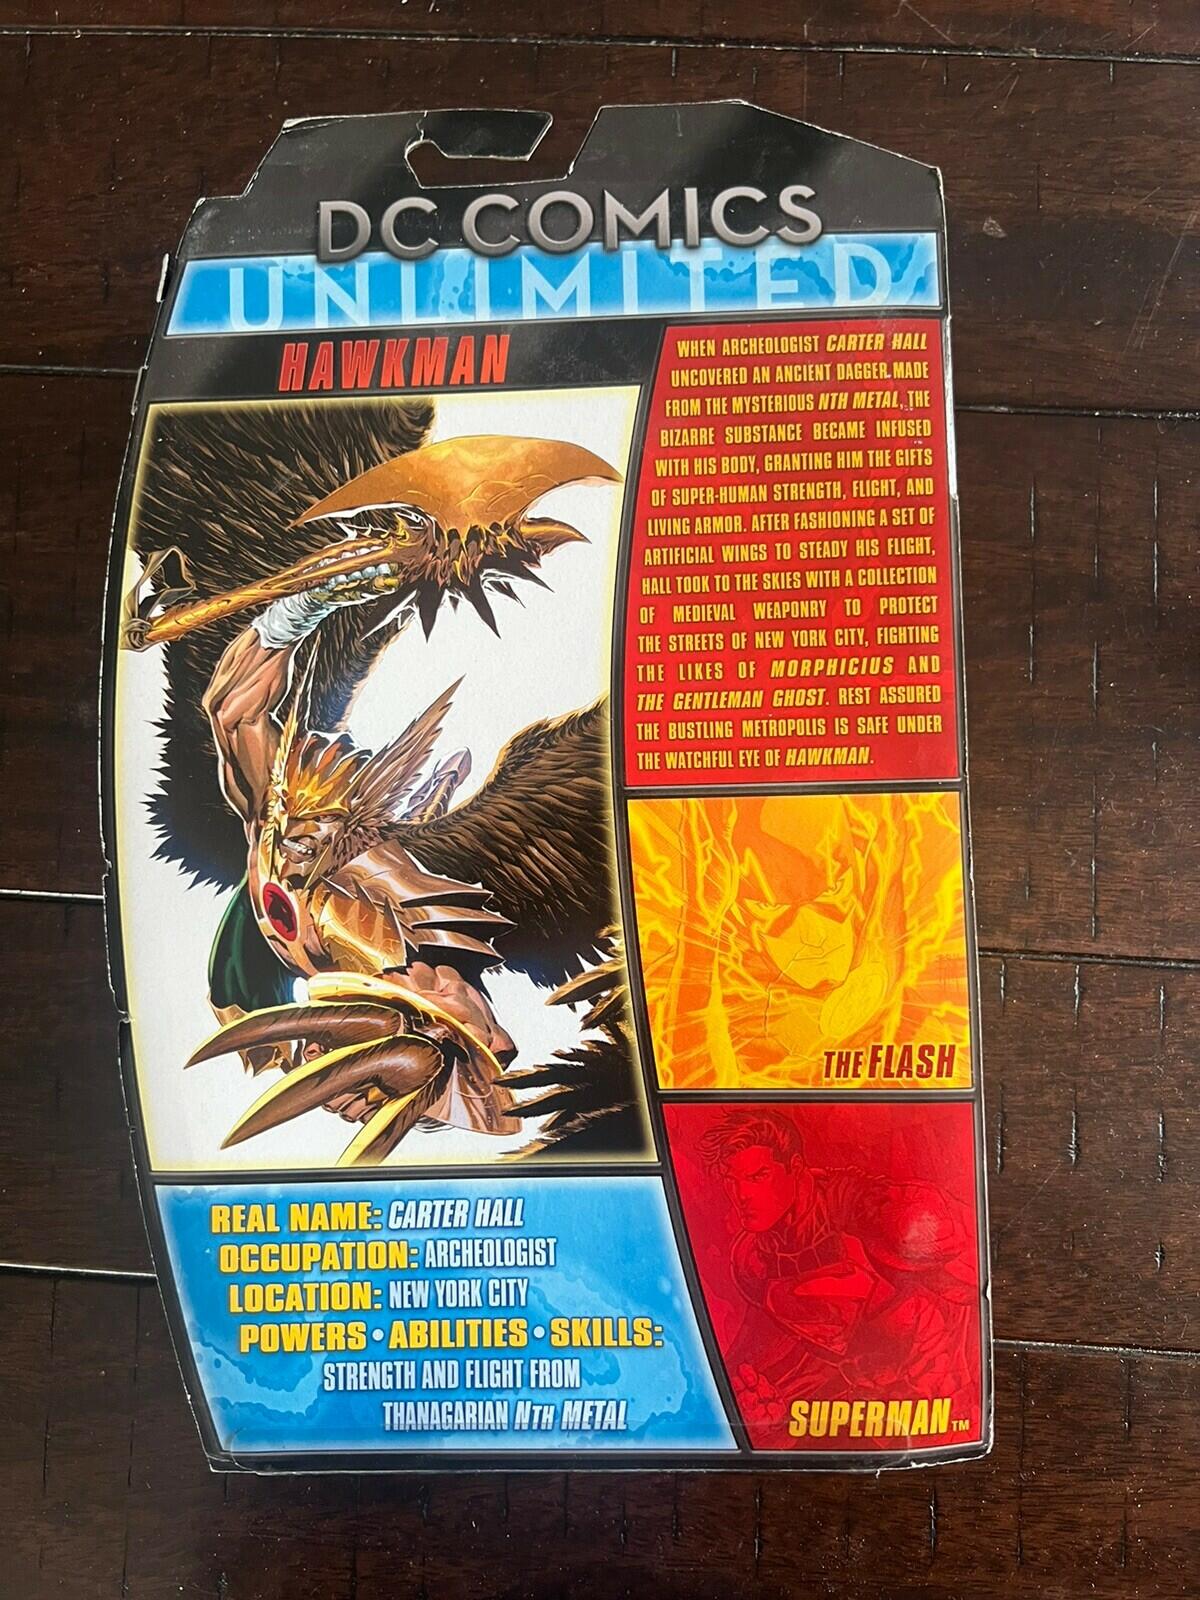 DC COMICS
UNLIMITED
HAWKMAN
WHEN ARCHEOLOGIST CARTER HALL
UNCOVERED AN ANCIENT DAGGER MADE
FROM THE MYSTERIOUS NTH METAL, THE
BIZARRE SUBSTANCE BECAME INFUSED
WITH HIS BODY, GRANTING HIM THE GIFTS
OF SUPER-HUMAN STRENGTH, FLIGHT, AND
LIVING ARMOR. AFTER FASHIONING A SET OF
ARTIFICIAL WINGS TO STEADY HIS FLIGHT,
HALL TOOK TO THE SKIES WITH A COLLECTION
OF MEDIEVAL WEAPONRY TO PROTECT
THE STREETS OF NEW YORK CITY, FIGHTING
THE LIKES OF MORPHICIUS AND
THE GENTLEMAN GHOST. REST ASSURED
THE BUSTLING METROPOLIS IS SAFE UNDER
THE WATCHFUL EYE OF HAWKMAN.
THE FLASH
SUPERMAN™
REAL NAME: CARTER HALL
OCCUPATION: ARCHEOLOGIST
LOCATION: NEW YORK CITY
POWERS • ABILITIES • SKILLS:
STRENGTH AND FLIGHT FROM
THANAGARIAN NTH METAL